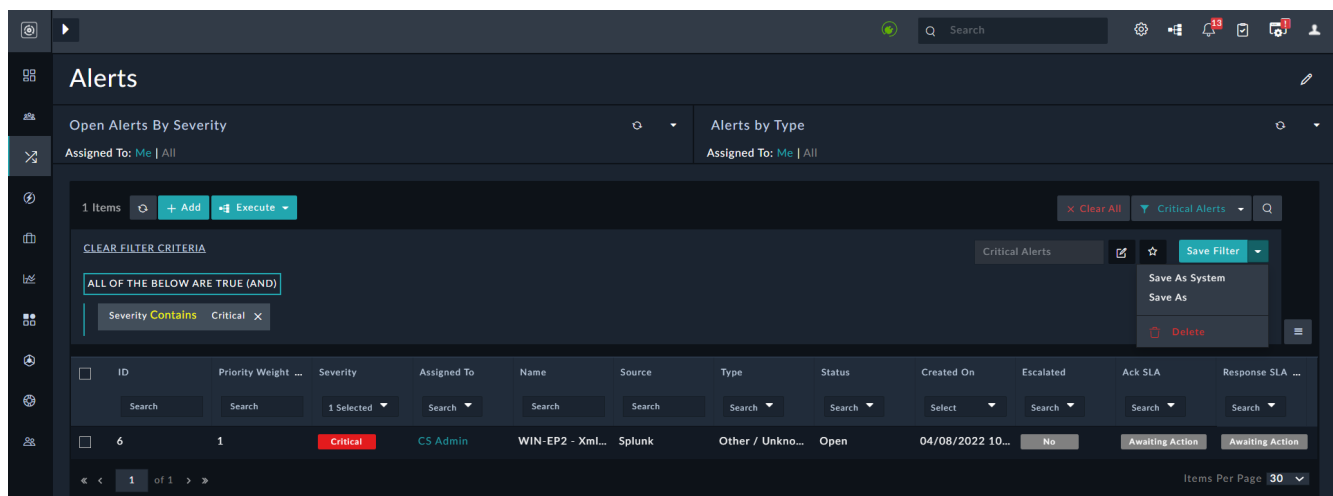 Search
13
!
Alerts
Open Alerts By Severity
Assigned To: Me | All
Alerts by Type
Assigned To: Me | All
1 Items
+ Add
Execute
× Clear All
Critical Alerts
CLEAR FILTER CRITERIA
Critical Alerts
Save Filter
Save As System
Save As
Delete
ALL OF THE BELOW ARE TRUE (AND)
Severity Contains Critical ×
ID Priority Weight ... Severity Assigned To Name Source Type Status Created On Escalated Ack SLA Response SLA ...
Search Search 1 Selected Search Search Search Search Search Select Search Search Search
6 1 Critical CS Admin WIN-EP2 - Xml... Splunk Other / Unkno... Open 04/08/2022 10... No Awaiting Action Awaiting Action
« < 1 of 1 > »
Items Per Page 30